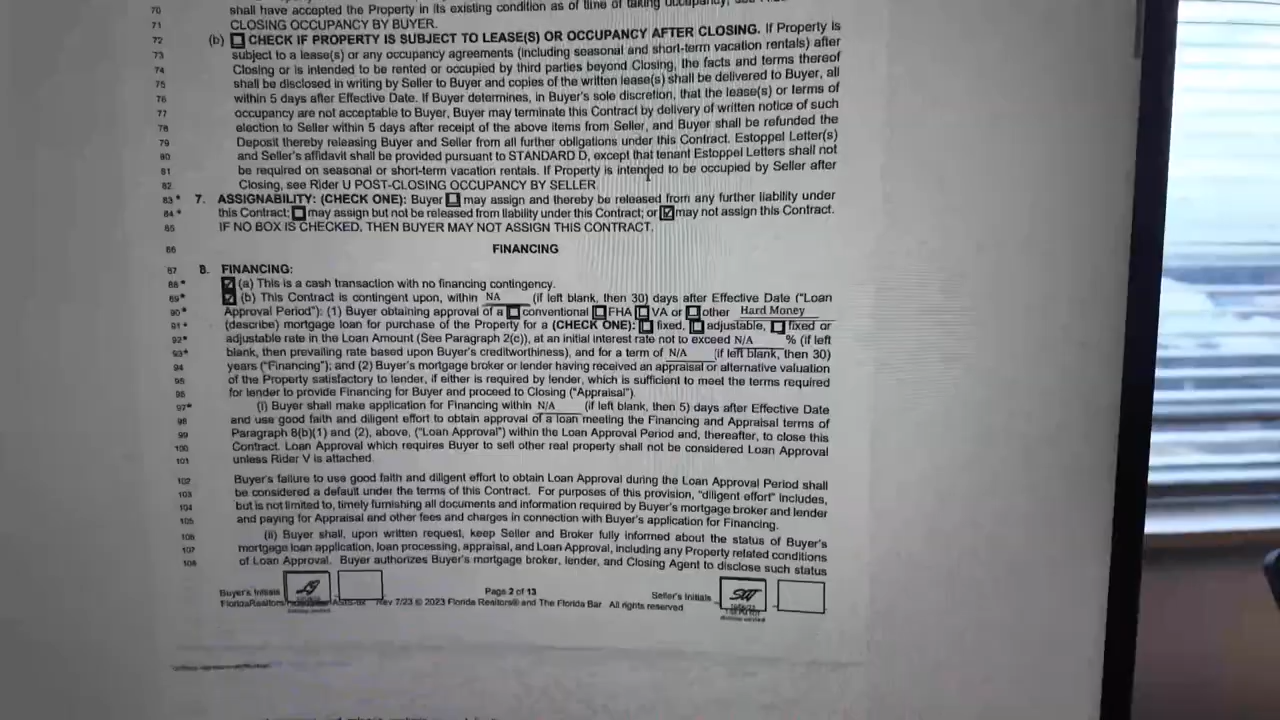 70 shall have accepted the Property in its existing condition as of time of taking occupancy,
71 CLOSING OCCUPANCY BY BUYER.
72 (b) CHECK IF PROPERTY IS SUBJECT TO LEASE(S) OR OCCUPANCY AFTER CLOSING. If Property is
73 subject to a lease(s) or any occupancy agreements (including seasonal and short-term vacation rentals) after
74 Closing or is intended to be rented or occupied by third parties beyond Closing, the facts and terms thereof
75 shall be disclosed in writing by Seller to Buyer and copies of the written lease(s) shall be delivered to Buyer, all
76 within 5 days after Effective Date. If Buyer determines, in Buyer's sole discretion, that the lease(s) or terms of
77 occupancy are not acceptable to Buyer, Buyer may terminate this Contract by delivery of written notice of such
78 election to Seller within 5 days after receipt of the above items from Seller, and Buyer shall be refunded the
79 Deposit thereby releasing Buyer and Seller from all further obligations under this Contract. Estoppel Letter(s)
80 and Seller's affidavit shall be provided pursuant to STANDARD D, except that tenant Estoppel Letters shall not
81 be required on seasonal or short-term vacation rentals. If Property is intended to be occupied by Seller after
82 Closing, see Rider U POST-CLOSING OCCUPANCY BY SELLER
83* 7. ASSIGNABILITY: (CHECK ONE): Buyer may assign and thereby be released from any further liability under
84* this Contract; may assign but not be released from liability under this Contract; or may not assign this Contract.
85 IF NO BOX IS CHECKED, THEN BUYER MAY NOT ASSIGN THIS CONTRACT.
86 FINANCING
87 8. FINANCING:
88* (a) This is a cash transaction with no financing contingency.
89* (b) This Contract is contingent upon, within NA (if left blank, then 30) days after Effective Date ("Loan
90* Approval Period"): (1) Buyer obtaining approval of a conventional FHA VA or other Hard Money
91* (describe) mortgage loan for purchase of the Property for a (CHECK ONE): fixed, adjustable, fixed or
92* adjustable rate in the Loan Amount (See Paragraph 2(c)), at an initial interest rate not to exceed N/A % (if left
93* blank, then prevailing rate based upon Buyer's creditworthiness), and for a term of N/A (if left blank, then 30)
94 years ("Financing"); and (2) Buyer's mortgage broker or lender having received an appraisal or alternative valuation
95 of the Property satisfactory to lender, if either is required by lender, which is sufficient to meet the terms required
96 for lender to provide Financing for Buyer and proceed to Closing ("Appraisal").
97* (i) Buyer shall make application for Financing within N/A (if left blank, then 5) days after Effective Date
98 and use good faith and diligent effort to obtain approval of a loan meeting the Financing and Appraisal terms of
99 Paragraph 8(b)(1) and (2), above, ("Loan Approval") within the Loan Approval Period and, thereafter, to close this
100 Contract. Loan Approval which requires Buyer to sell other real property shall not be considered Loan Approval
101 unless Rider V is attached.
102 Buyer's failure to use good faith and diligent effort to obtain Loan Approval during the Loan Approval Period shall
103 be considered a default under the terms of this Contract. For purposes of this provision, "diligent effort" includes,
104 but is not limited to, timely furnishing all documents and information required by Buyer's mortgage broker and lender
105 and paying for Appraisal and other fees and charges in connection with Buyer's application for Financing.
106 (ii) Buyer shall, upon written request, keep Seller and Broker fully informed about the status of Buyer's
107 mortgage loan application, loan processing, appraisal, and Loan Approval, including any Property related conditions
108 of Loan Approval. Buyer authorizes Buyer's mortgage broker, lender, and Closing Agent to disclose such status
Buyer's Initials Page 2 of 13 Seller's Initials
Rev 7/23 © 2023 Florida Realtors® and The Florida Bar. All rights reserved